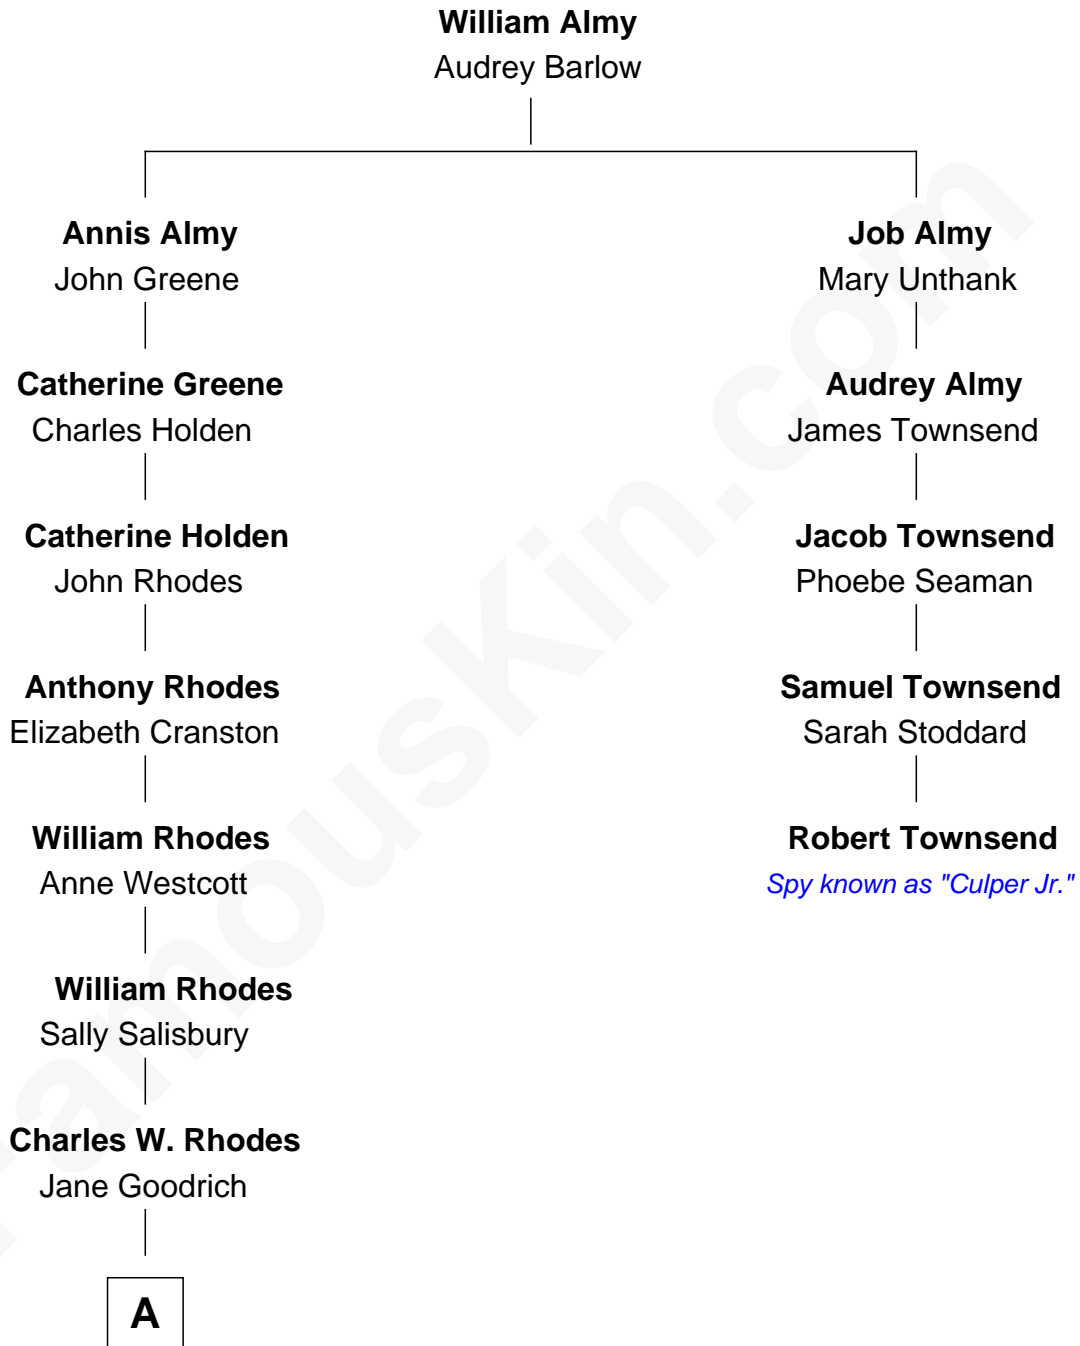 William Almy
Audrey Barlow
Annis Almy
John Greene
Job Almy
Mary Unthank
Catherine Greene
Charles Holden
Audrey Almy
James Townsend
Catherine Holden
John Rhodes
Jacob Townsend
Phoebe Seaman
Anthony Rhodes
Elizabeth Cranston
Samuel Townsend
Sarah Stoddard
William Rhodes
Anne Westcott
Robert Townsend
Spy known as "Culper Jr."
William Rhodes
Sally Salisbury
Charles W. Rhodes
Jane Goodrich
A
FamousKin.com